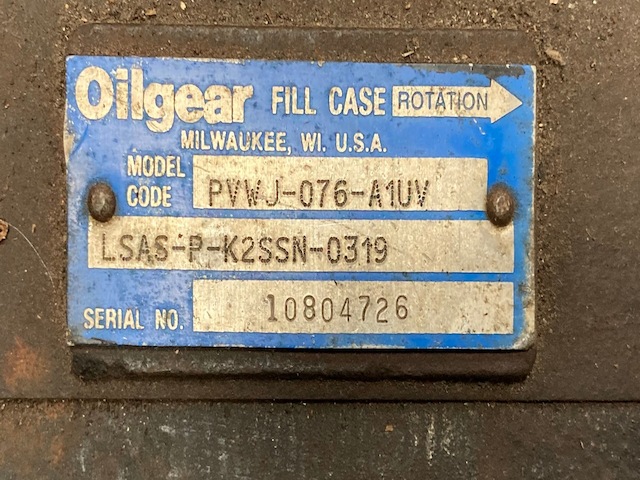 Oilgear FILL CASE ROTATION
MILWAUKEE, WI. U.S.A.
MODEL CODE PVWJ-076-A1UV
LSAS-P-K2SSN-0319
SERIAL NO. 10804726